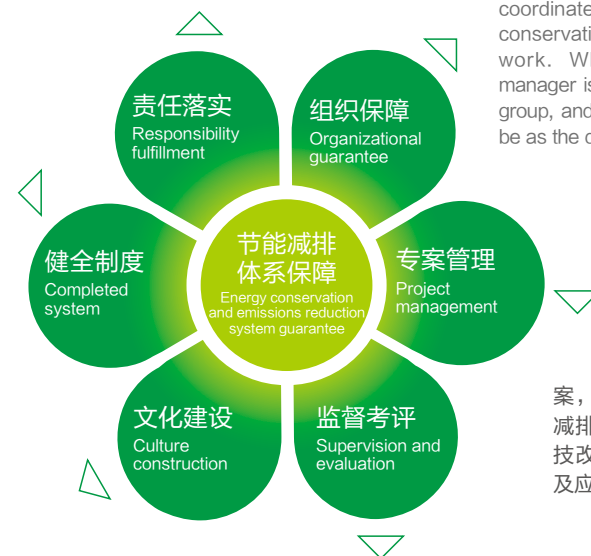 coordinate
work. W
manager is
group, and
be as the
责任落实
Responsibility
fulfillment
组织保障
Organizational
guarantee
健全制度
Completed
system
节能减排
体系保障
Energy conservation
and emissions reduction
system guarantee
专案管理
Project
management
文化建设
Culture
construction
监督考评
Supervision and
evaluation
案，
减排
技改
及应